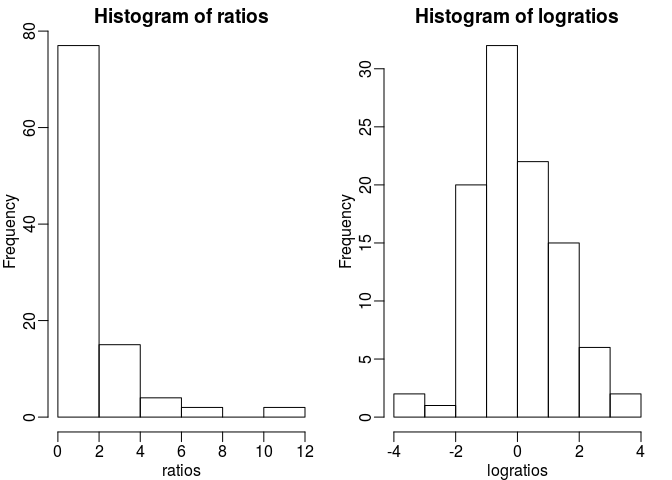 Histogram of ratios
Frequency
0 20 40 60 80
0 2 4 6 8 10 12
ratios
Histogram of logratios
Frequency
0 5 10 15 20 25 30
-4 -2 0 2 4
logratios